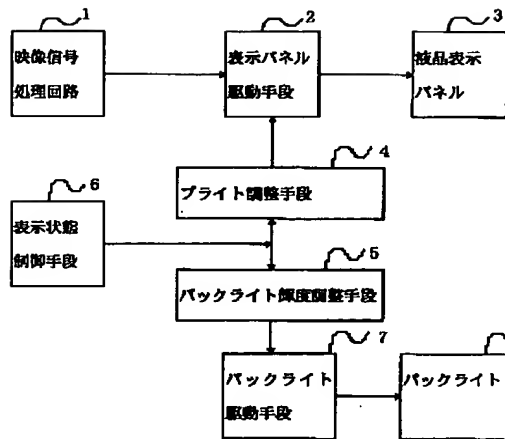 1
映像信号
処理回路
2
表示パネル
駆動手段
3
液晶表示
パネル
4
ブライト調整手段
6
表示状態
制御手段
5
バックライト輝度調整手段
7
バックライト
駆動手段
バックライト